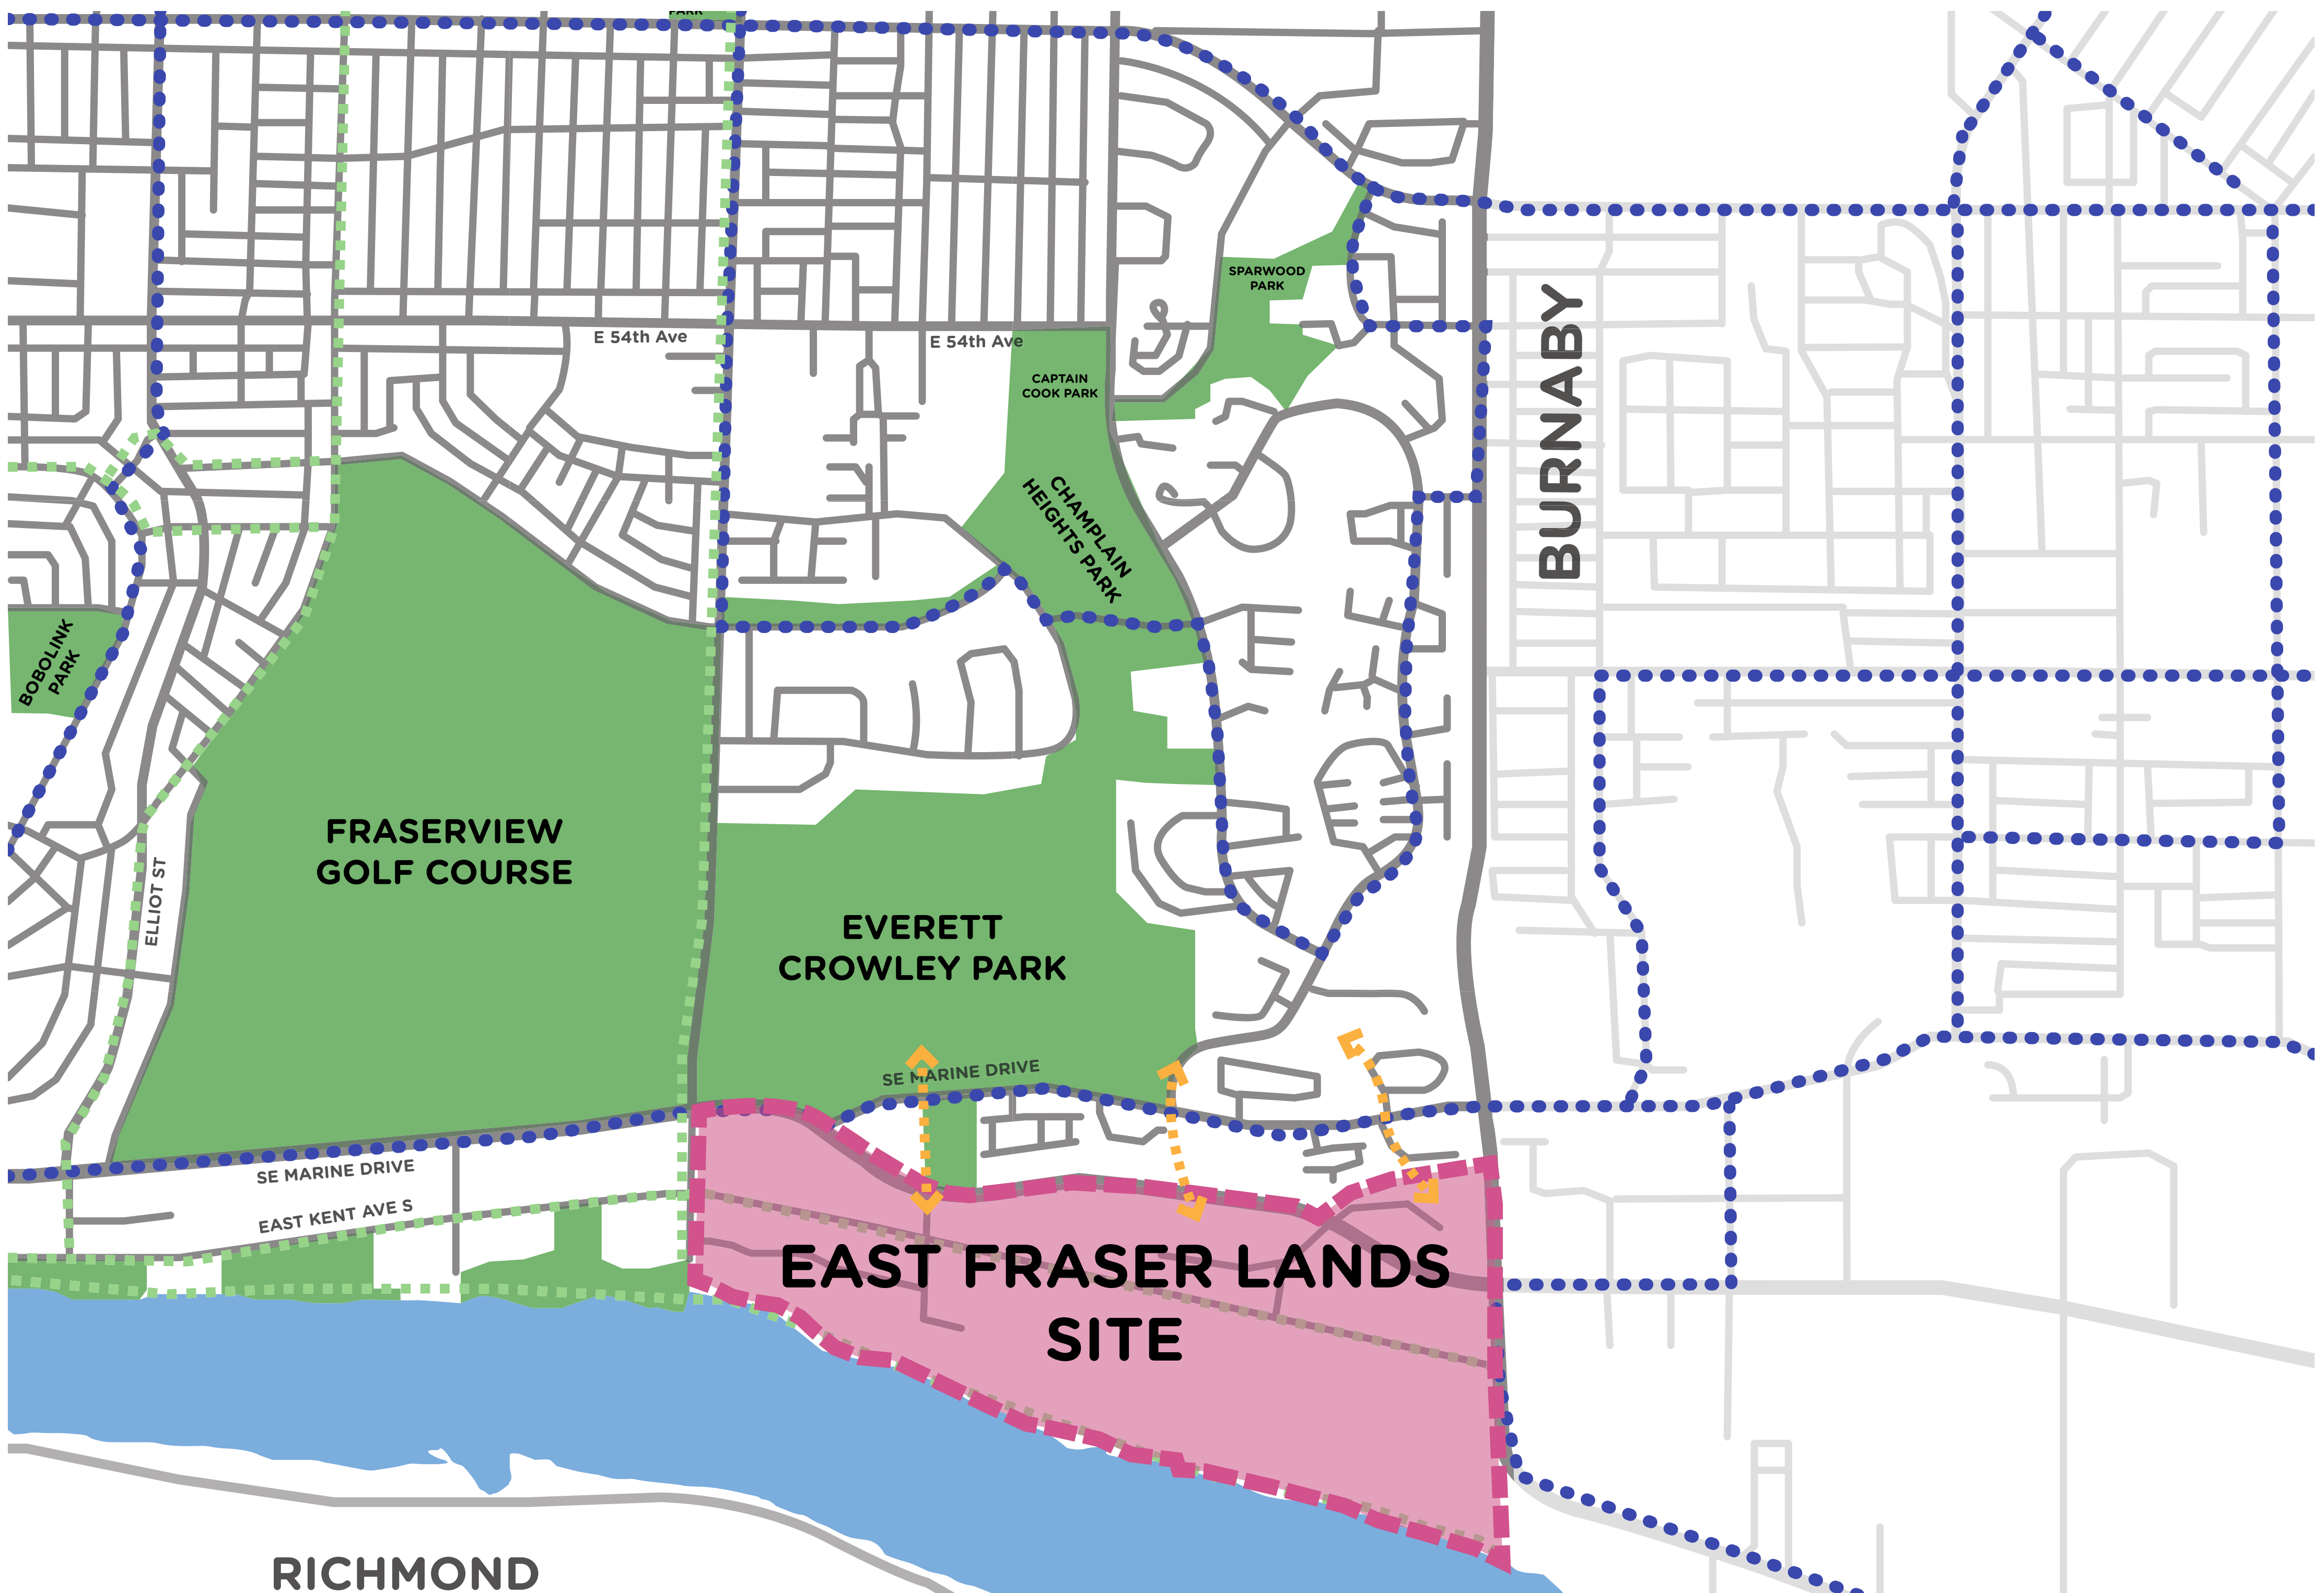 PARK
SPARWOOD
PARK
E 54th Ave
E 54th Ave
CAPTAIN
COOK PARK
BURNABY
CHAMPLAIN
HEIGHTS PARK
BOBOLINK
PARK
FRASERVIEW
GOLF COURSE
ELLIOT ST
EVERETT
CROWLEY PARK
SE MARINE DRIVE
SE MARINE DRIVE
EAST KENT AVE S
EAST FRASER LANDS
SITE
RICHMOND